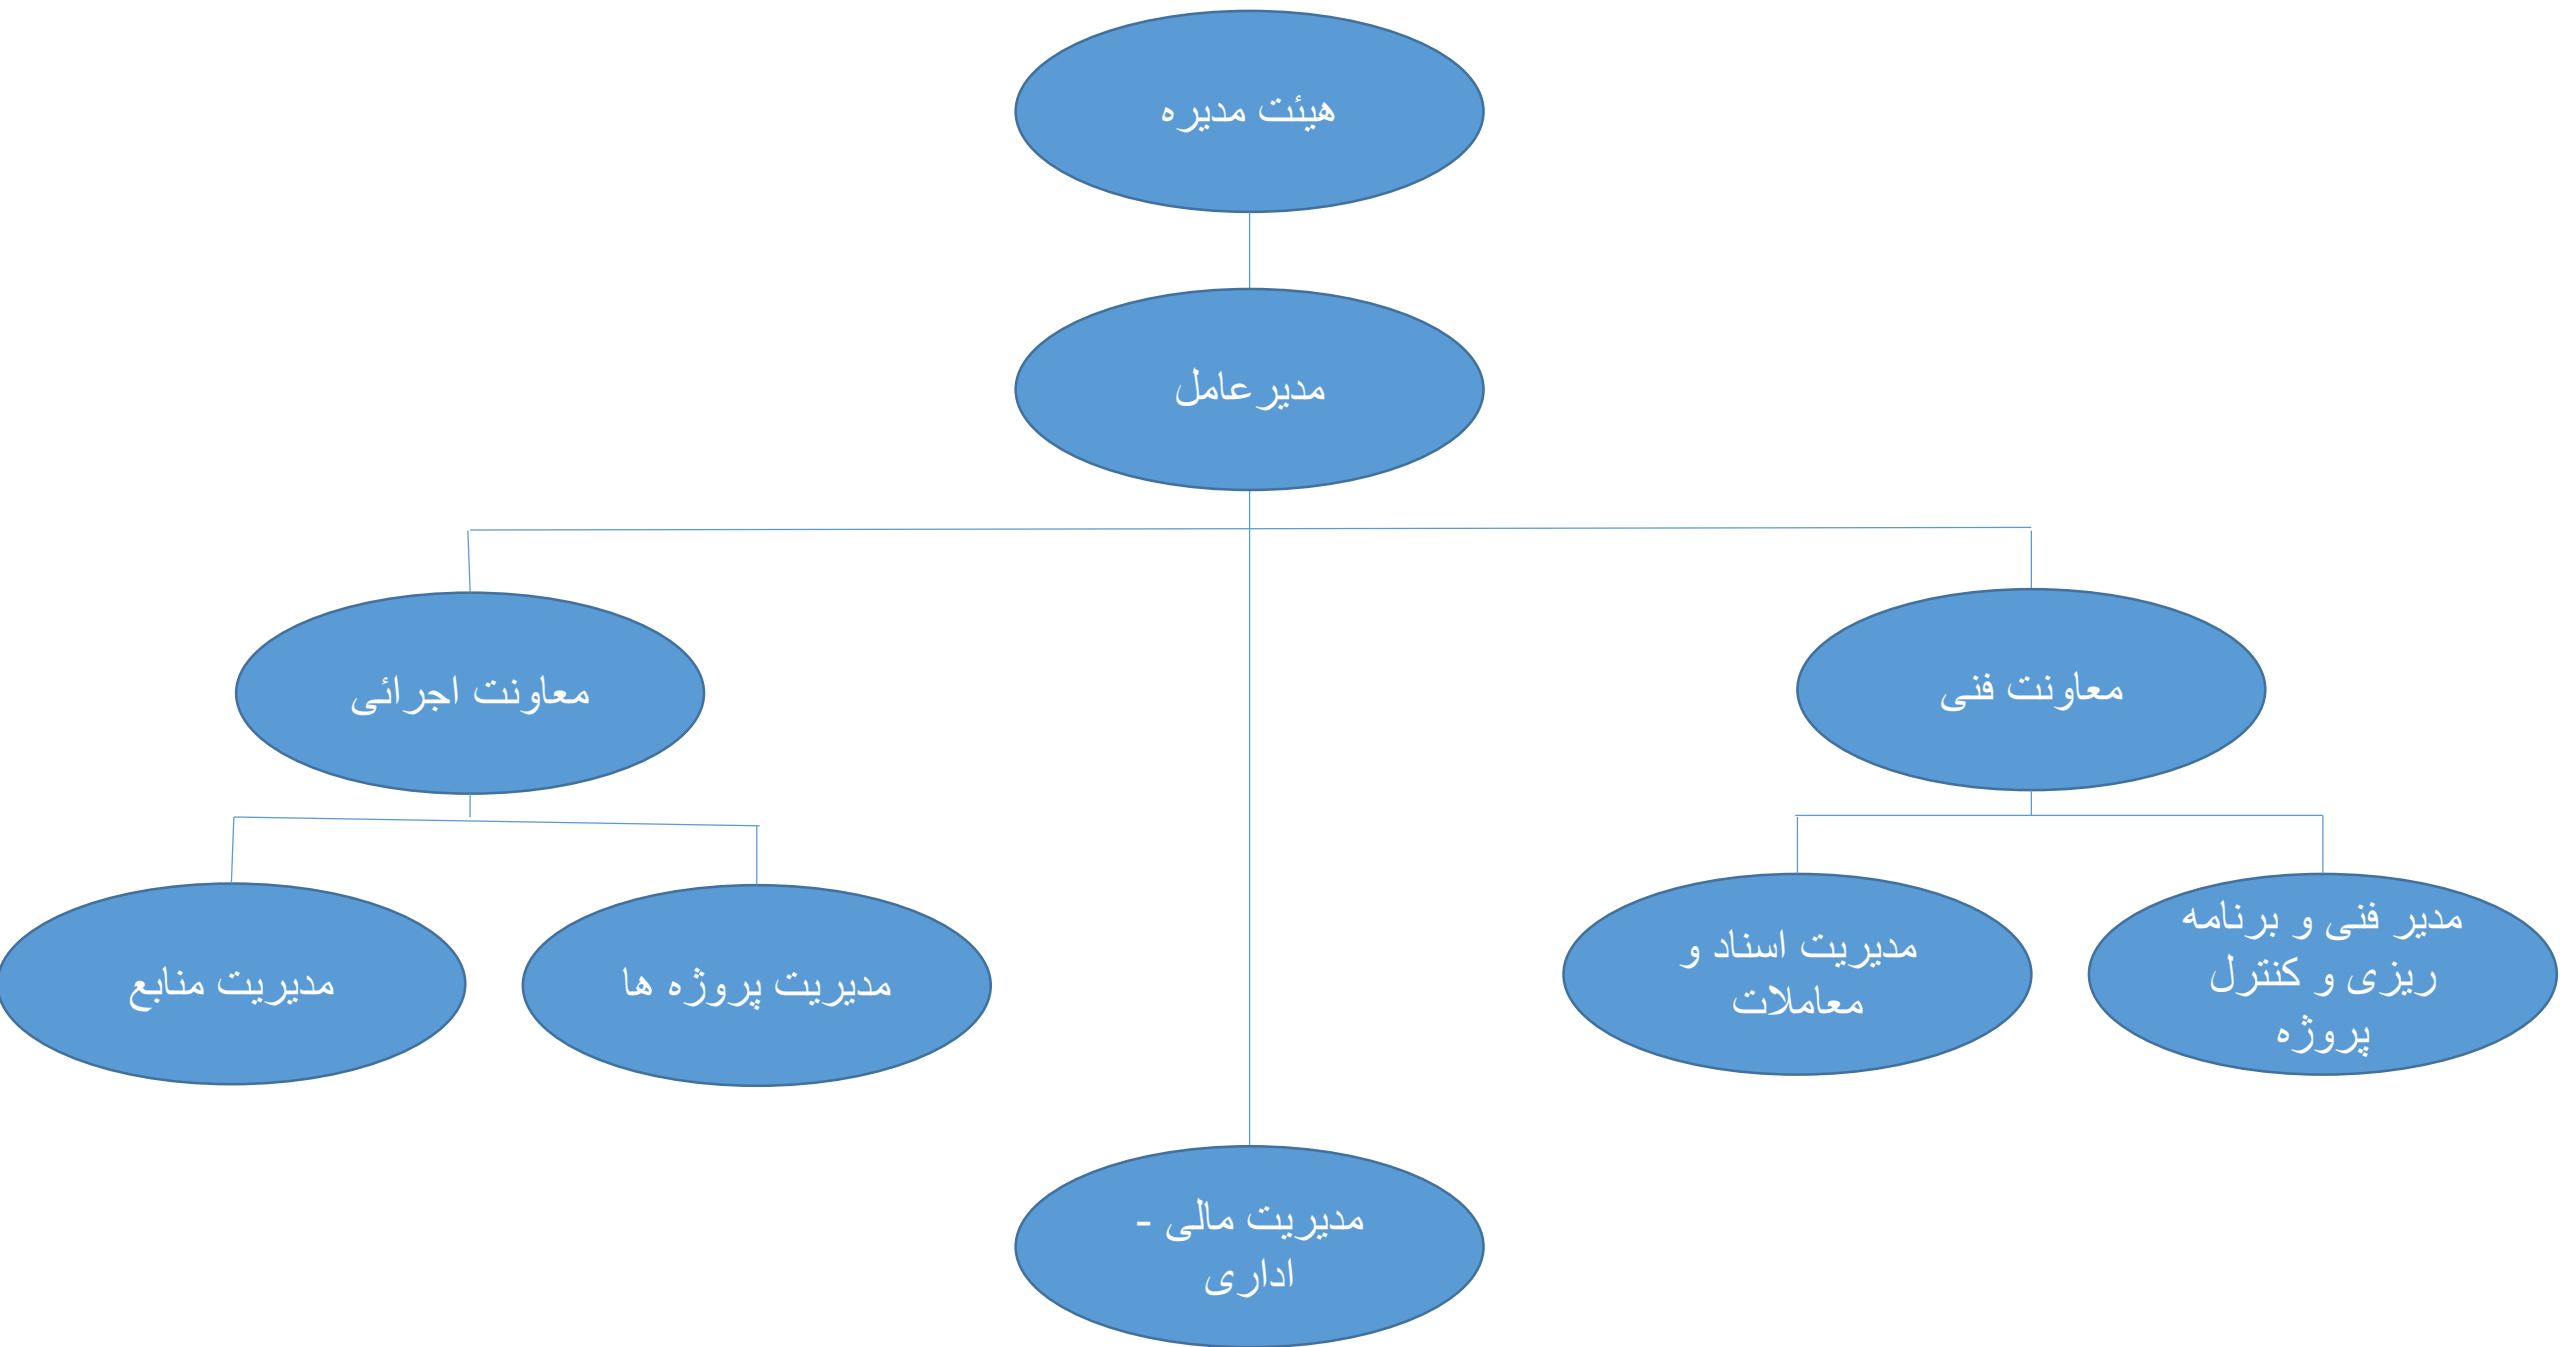 هیئت مدیره
مدیرعامل
معاونت فنی
معاونت اجرائی
مدیر فنی و برنامه
ریزی و کنترل
پروژه
مدیریت اسناد و
معاملات
مدیریت پروژه ها
مدیریت منابع
مدیریت مالی -
اداری